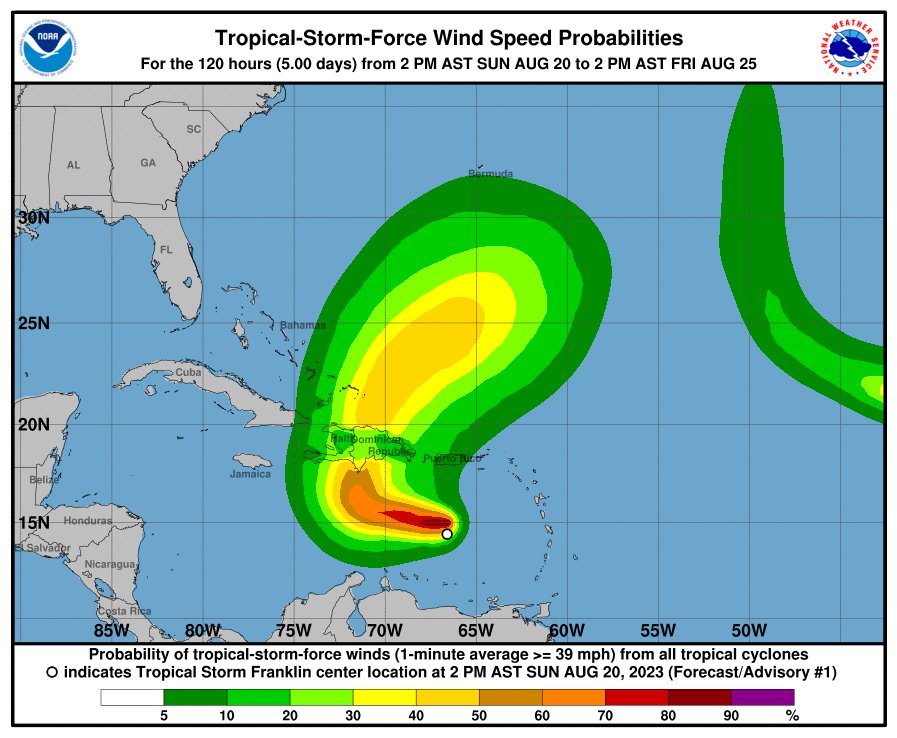 Tropical-Storm-Force Wind Speed Probabilities
For the 120 hours (5.00 days) from 2 PM AST SUN AUG 20 to 2 PM AST FRI AUG 25
NOAA
NATIONAL WEATHER SERVICE
SC
AL
GA
Bermuda
30N
FL
25N
Bahamas
Cuba
20N
Haiti
Dominican
Republic
Puerto Rico
Jamaica
Belize
15N
Honduras
El Salvador
Nicaragua
Costa Rica
85W 80W 75W 70W 65W 60W 55W 50W
Probability of tropical-storm-force winds (1-minute average >= 39 mph) from all tropical cyclones
indicates Tropical Storm Franklin center location at 2 PM AST SUN AUG 20, 2023 (Forecast/Advisory #1)
5 10 20 30 40 50 60 70 80 90 %